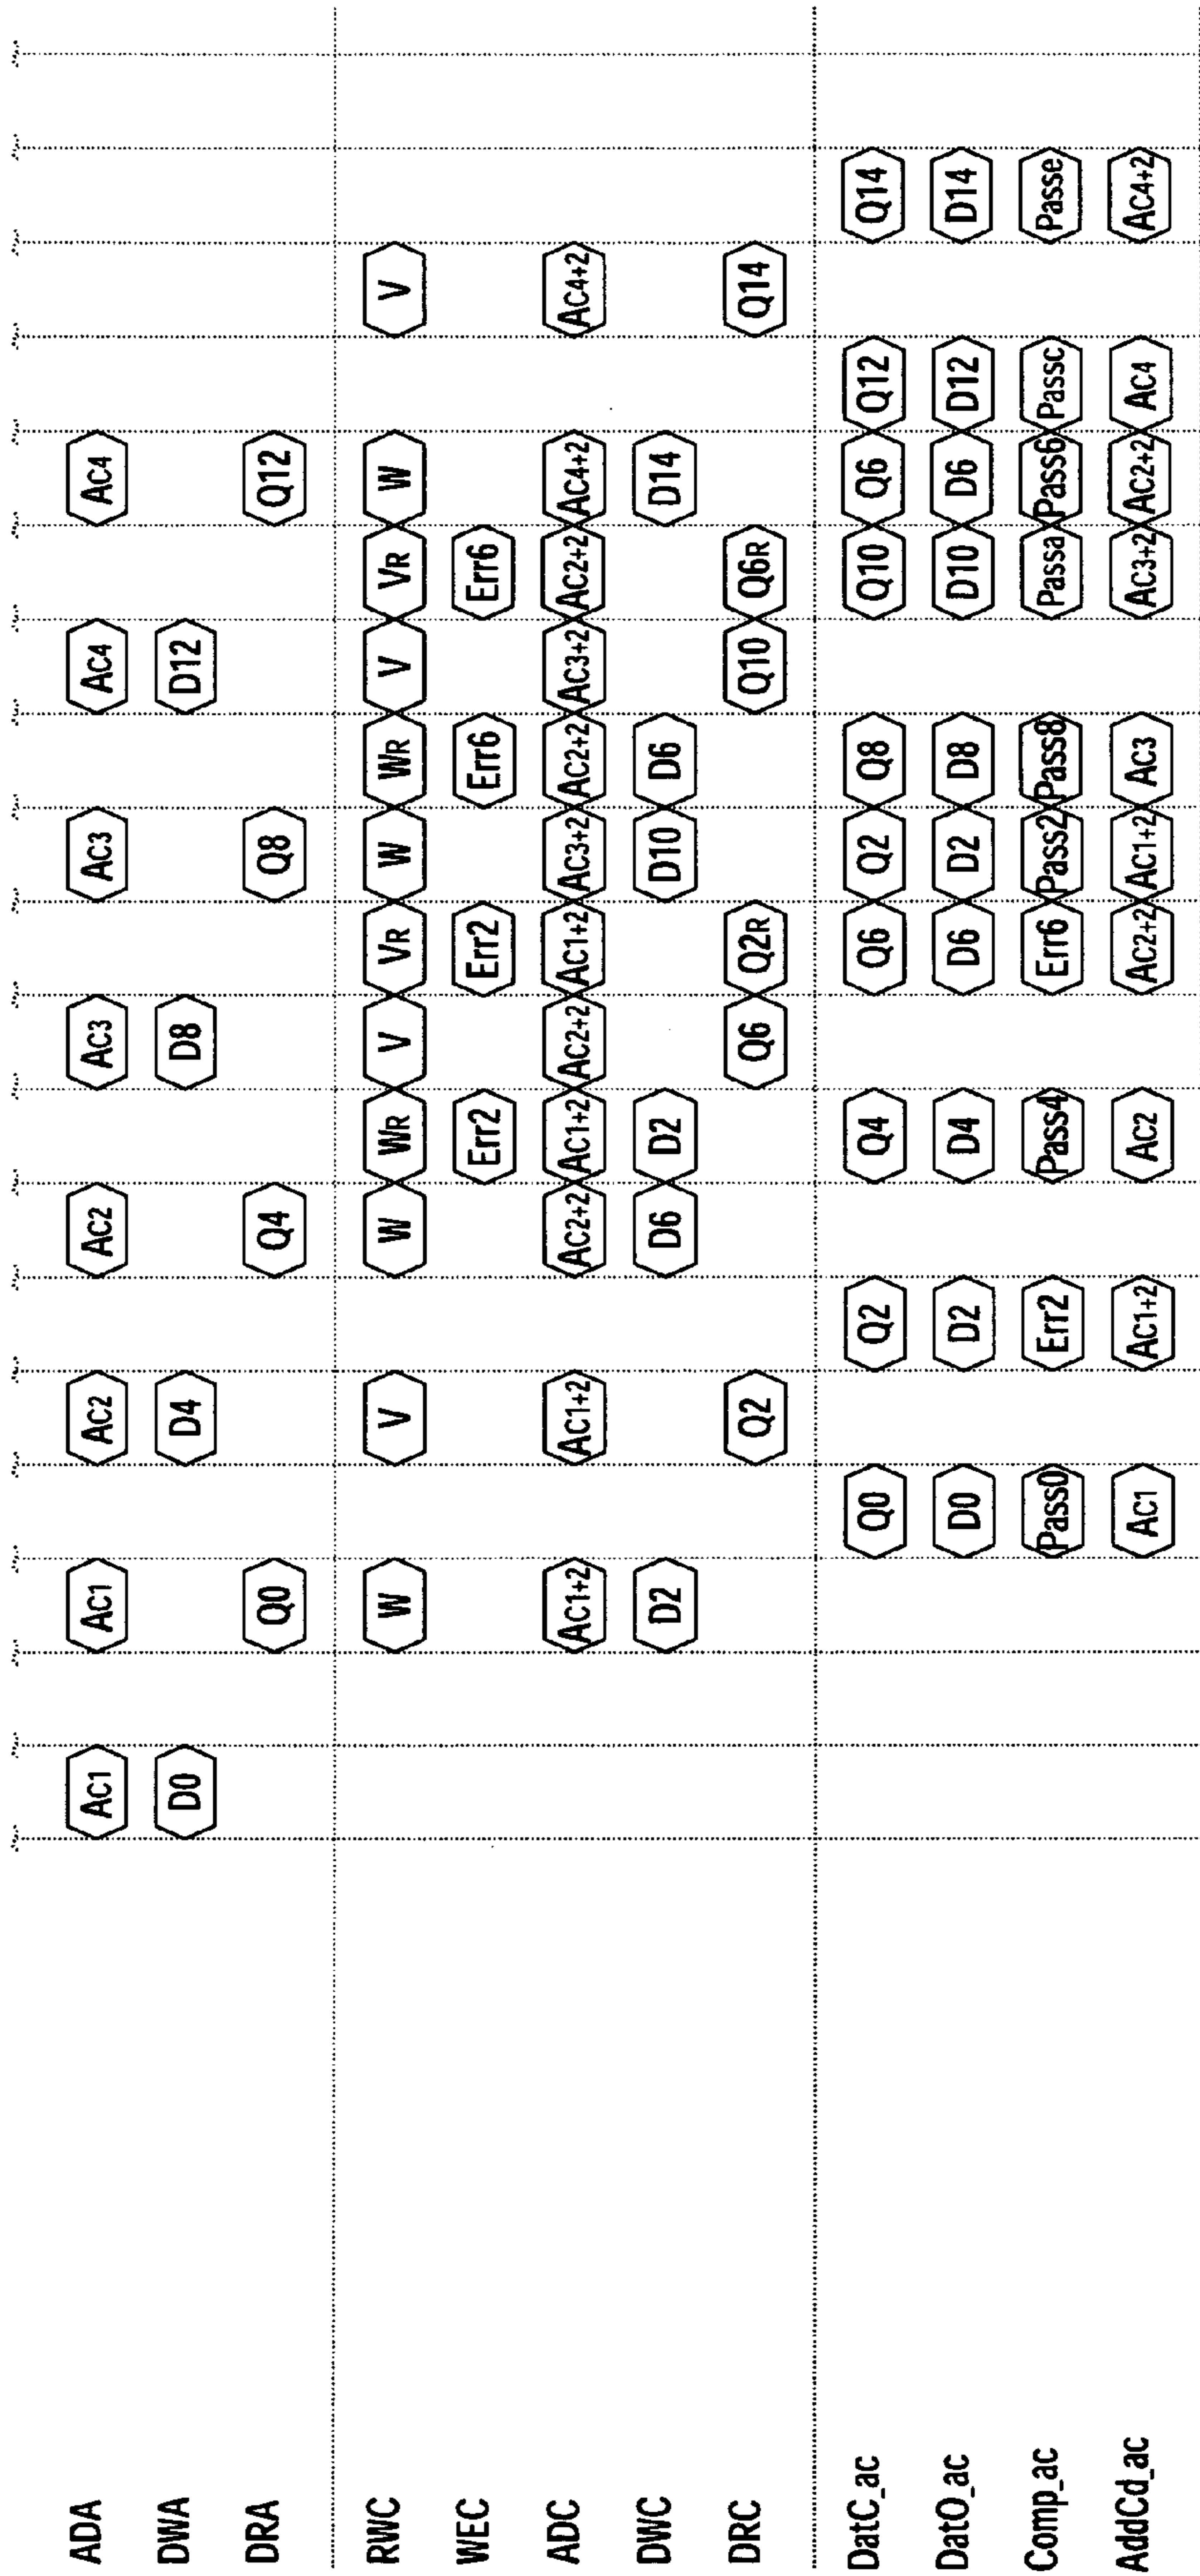 ADA AC1 AC1 AC2 AC2 AC3 AC3 AC4 AC4
DWA D0 D4 D8 D12
DRA Q0 Q4 Q8 Q12
RWC W V W WR V VR W WR V VR W V
WEC Err2 Err2 Err6 Err6
ADC AC1+2 AC1+2 AC2+2 AC1+2 AC2+2 AC1+2 AC3+2 AC2+2 AC3+2 AC2+2 AC4+2 AC4+2
DWC D2 D6 D2 D10 D6 D14
DRC Q2 Q6 Q2R Q10 Q6R Q14
DatC_ac Q0 Q2 Q4 Q6 Q2 Q8 Q10 Q6 Q12 Q14
DatO_ac D0 D2 D4 D6 D2 D8 D10 D6 D12 D14
Comp_ac Pass0 Err2 Pass4 Err6 Pass2 Pass8 Passa Pass6 Passc Passe
AddCd_ac AC1 AC1+2 AC2 AC2+2 AC1+2 AC3 AC3+2 AC2+2 AC4 AC4+2